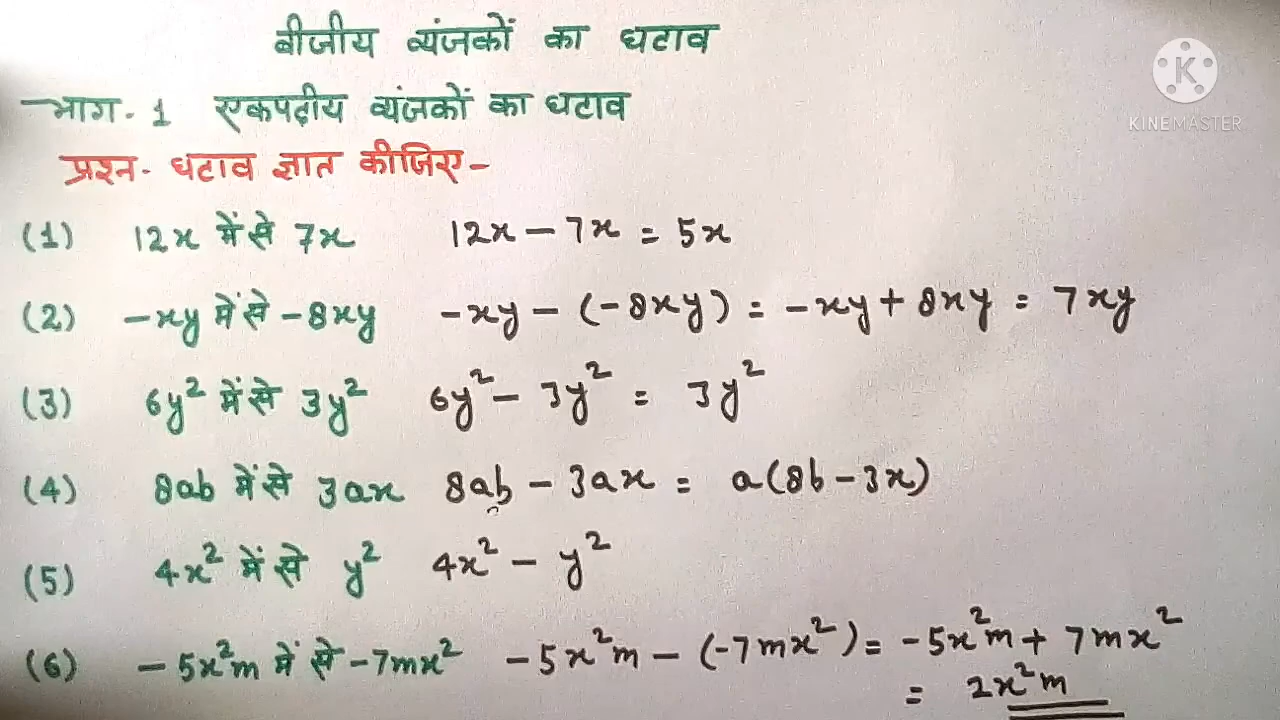 बीजीय व्यंजकों का घटाव
K
KINEMASTER
भाग. 1 एकपदीय व्यंजकों का घटाव
प्रश्न- घटाव ज्ञात कीजिए-
(1) 12x में से 7x 12x - 7x = 5x
(2) -xy में से -8xy -xy - (-8xy) = -xy + 8xy = 7xy
(3) 6y² में से 3y² 6y² - 3y² = 3y²
(4) 8ab में से 3ax 8ab - 3ax = a(8b - 3x)
(5) 4x² में से y² 4x² - y²
(6) -5x²m में से -7mx² -5x²m - (-7mx²) = -5x²m + 7mx²
= 2x²m